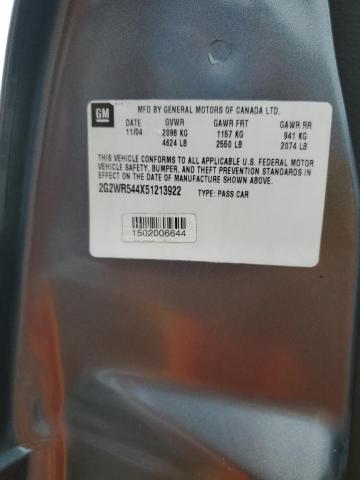 GM
MFD BY GENERAL MOTORS OF CANADA LTD.
DATE GVWR GAWR FRT GAWR RR
11/04 2098 KG 1157 KG 941 KG
4624 LB 2550 LB 2074 LB
THIS VEHICLE CONFORMS TO ALL APPLICABLE U.S. FEDERAL MOTOR
VEHICLE SAFETY, BUMPER, AND THEFT PREVENTION STANDARDS IN
EFFECT ON THE DATE OF MANUFACTURE SHOWN ABOVE.
2G2WR544X51213922 TYPE: PASS CAR
1502006644